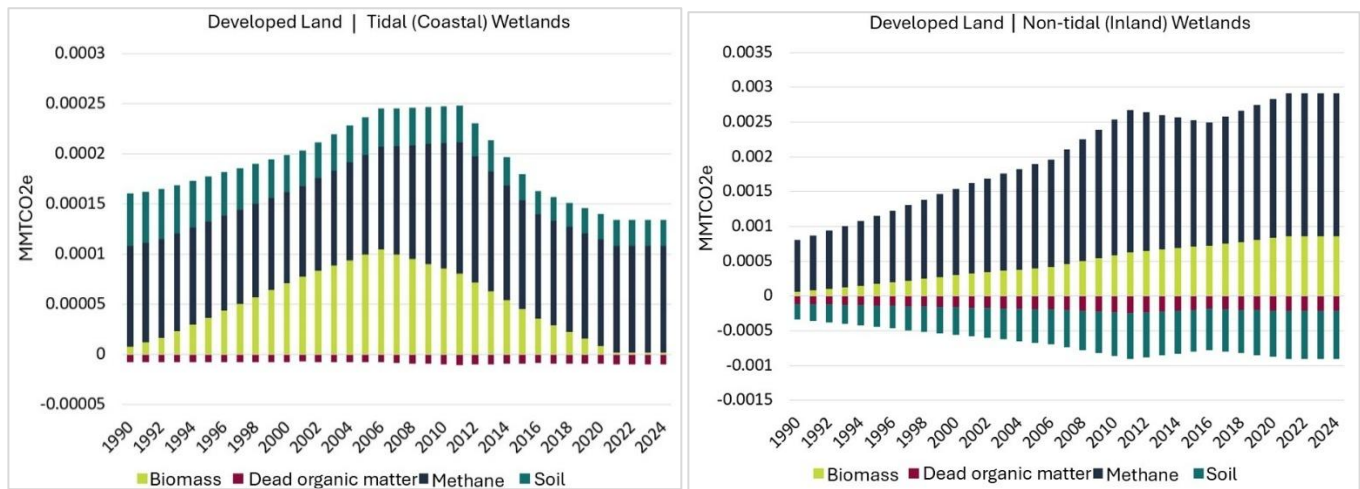 Developed Land | Tidal (Coastal) Wetlands
0.0003
0.00025
0.0002
0.00015
0.0001
0.00005
0
-0.00005
MMTCO2e
1990 1992 1994 1996 1998 2000 2002 2004 2006 2008 2010 2012 2014 2016 2018 2020 2022 2024
Biomass Dead organic matter Methane Soil
Developed Land | Non-tidal (Inland) Wetlands
0.0035
0.003
0.0025
0.002
0.0015
0.001
0.0005
0
-0.0005
-0.001
-0.0015
MMTCO2e
1990 1992 1994 1996 1998 2000 2002 2004 2006 2008 2010 2012 2014 2016 2018 2020 2022 2024
Biomass Dead organic matter Methane Soil